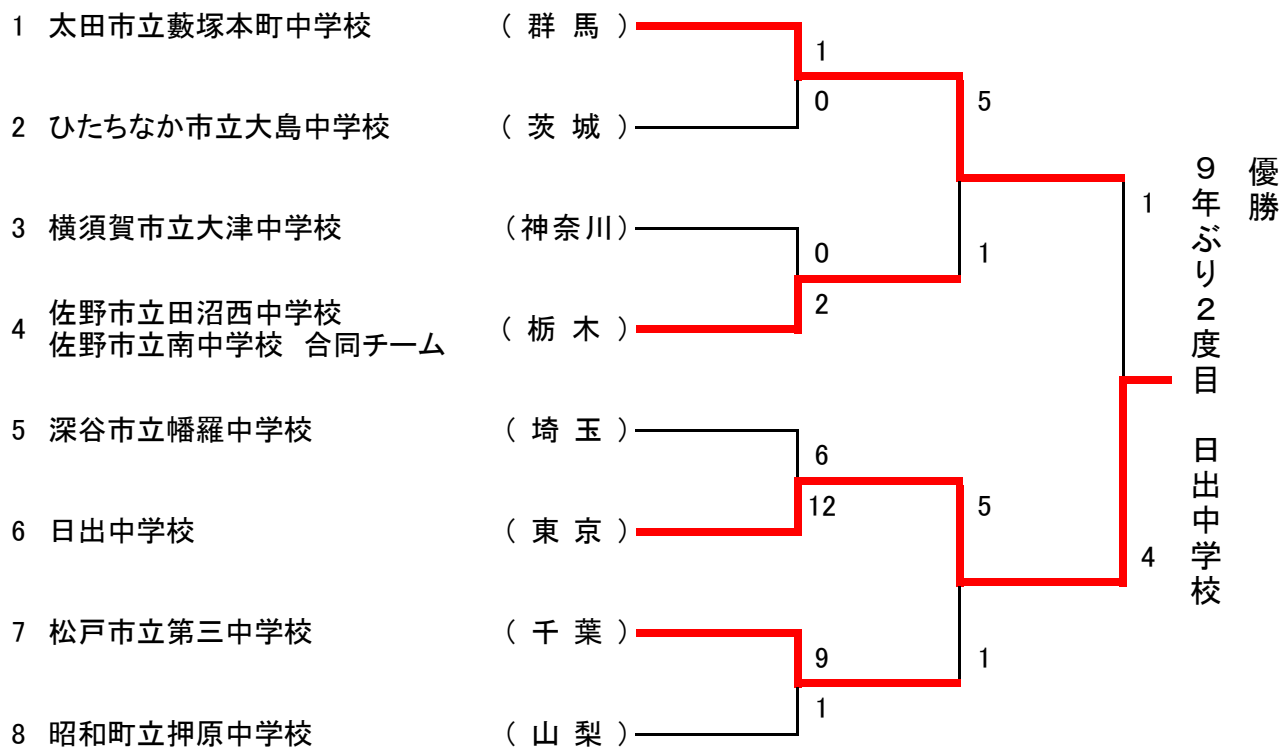 1 太田市立藪塚本町中学校 （ 群 馬 ）
1
0
5
2 ひたちなか市立大島中学校 （ 茨 城 ）
優勝
9年ぶり2度目 日出中学校
1
3 横須賀市立大津中学校 （神奈川）
0
2
1
4 佐野市立田沼西中学校
佐野市立南中学校 合同チーム （ 栃 木 ）
5 深谷市立幡羅中学校 （ 埼 玉 ）
6
12
5
6 日出中学校 （ 東 京 ）
4
7 松戸市立第三中学校 （ 千 葉 ）
9
1
1
8 昭和町立押原中学校 （ 山 梨 ）